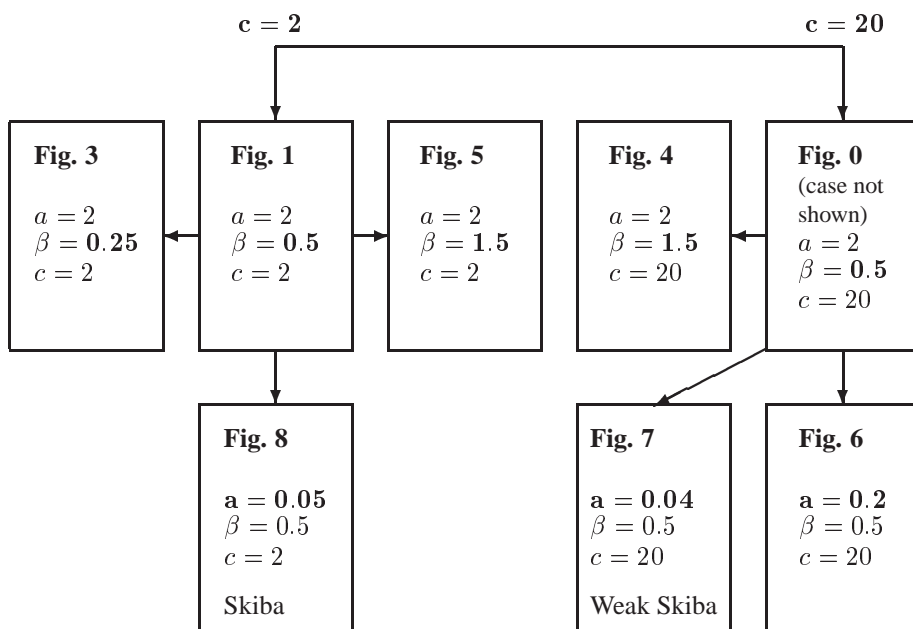 c = 2
c = 20
Fig. 3
a = 2
β = 0.25
c = 2
Fig. 1
a = 2
β = 0.5
c = 2
Fig. 5
a = 2
β = 1.5
c = 2
Fig. 4
a = 2
β = 1.5
c = 20
Fig. 0
(case not
shown)
a = 2
β = 0.5
c = 20
Fig. 8
a = 0.05
β = 0.5
c = 2
Skiba
Fig. 7
a = 0.04
β = 0.5
c = 20
Weak Skiba
Fig. 6
a = 0.2
β = 0.5
c = 20